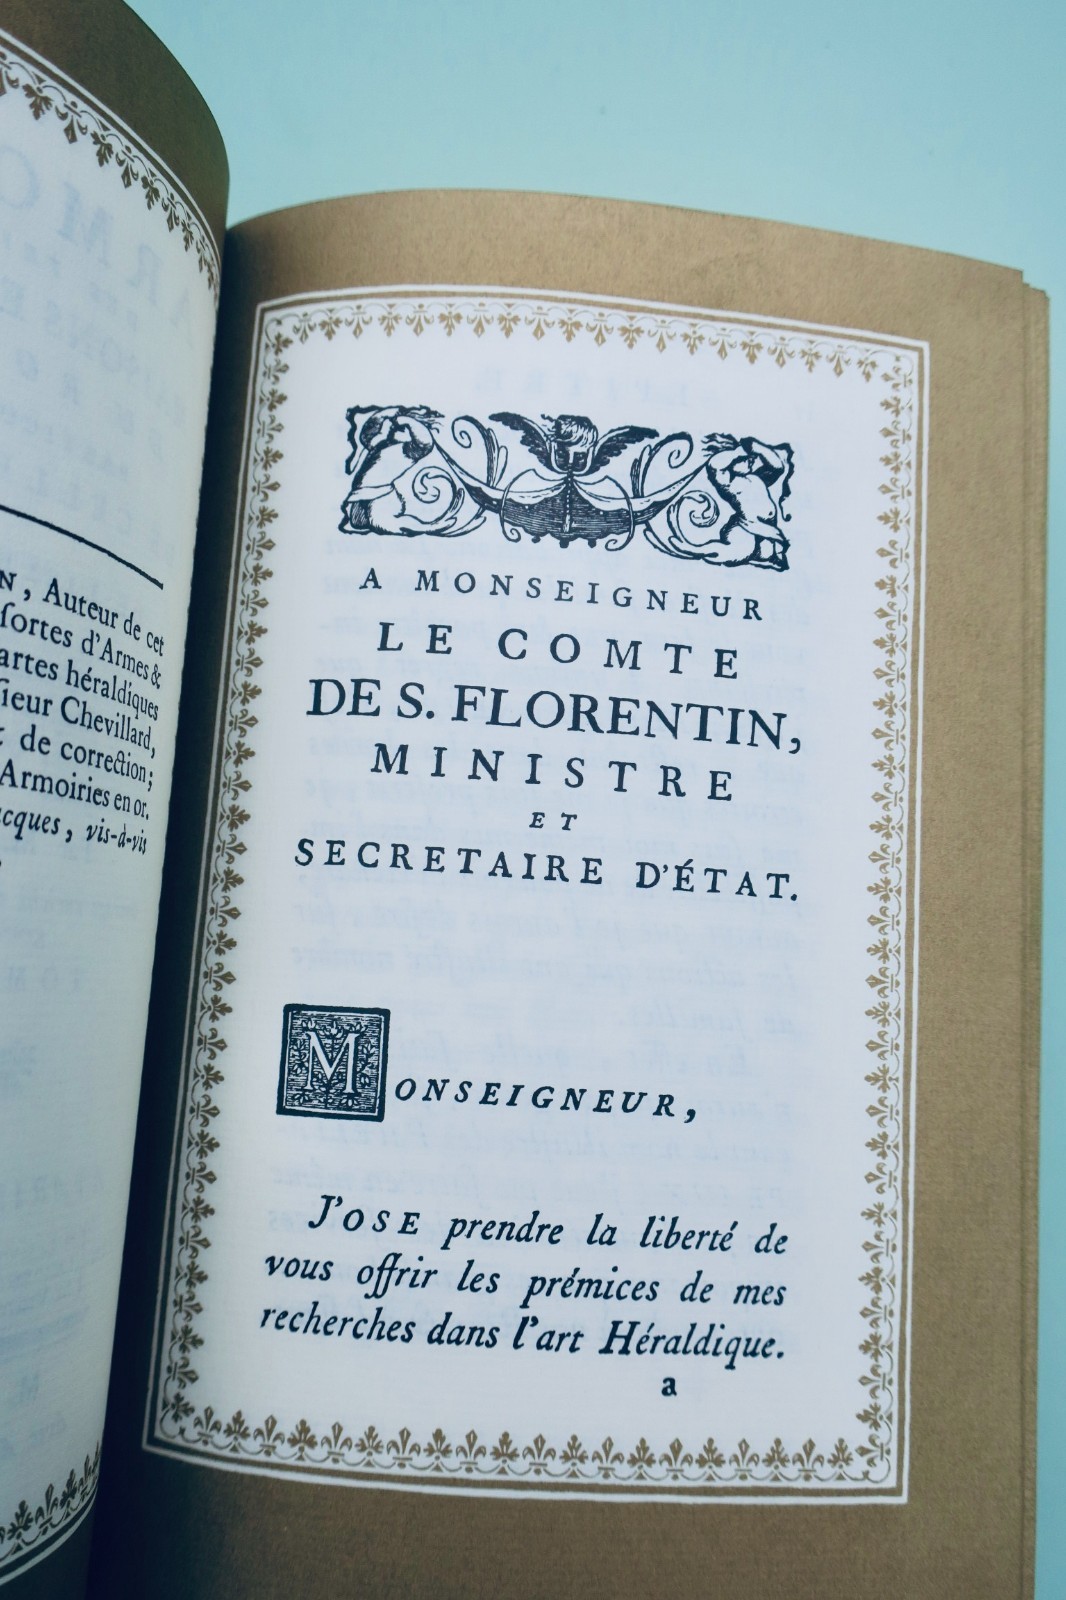 N, Auteur de cet
ſortes d'Armes &
artes héraldiques
ſieur Chevillard,
de correction;
Armoiries en or.
acques, vis-à-vis
A MONSEIGNEUR
LE COMTE
DE S. FLORENTIN,
MINISTRE
ET
SECRETAIRE D'ÉTAT.
MONSEIGNEUR,
J'OSE prendre la liberté de
vous offrir les prémices de mes
recherches dans l'art Héraldique.
a